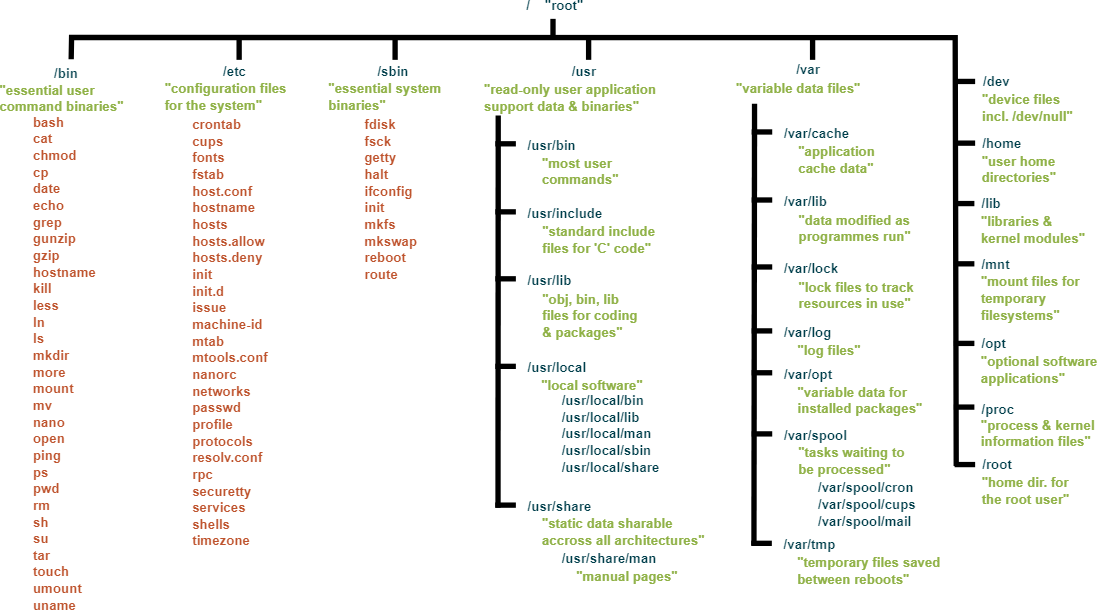 / "root"
/bin
"essential user
command binaries"
bash
cat
chmod
cp
date
echo
grep
gunzip
gzip
hostname
kill
less
ln
ls
mkdir
more
mount
mv
nano
open
ping
ps
pwd
rm
sh
su
tar
touch
umount
uname
/etc
"configuration files
for the system"
crontab
cups
fonts
fstab
host.conf
hostname
hosts
hosts.allow
hosts.deny
init
init.d
issue
machine-id
mtab
mtools.conf
nanorc
networks
passwd
profile
protocols
resolv.conf
rpc
securetty
services
shells
timezone
/sbin
"essential system
binaries"
fdisk
fsck
getty
halt
ifconfig
init
mkfs
mkswap
reboot
route
/usr
"read-only user application
support data & binaries"
/usr/bin
"most user
commands"
/usr/include
"standard include
files for 'C' code"
/usr/lib
"obj, bin, lib
files for coding
& packages"
/usr/local
"local software"
/usr/local/bin
/usr/local/lib
/usr/local/man
/usr/local/sbin
/usr/local/share
/usr/share
"static data sharable
accross all architectures"
/usr/share/man
"manual pages"
/var
"variable data files"
/var/cache
"application
cache data"
/var/lib
"data modified as
programmes run"
/var/lock
"lock files to track
resources in use"
/var/log
"log files"
/var/opt
"variable data for
installed packages"
/var/spool
"tasks waiting to
be processed"
/var/spool/cron
/var/spool/cups
/var/spool/mail
/var/tmp
"temporary files saved
between reboots"
/dev
"device files
incl. /dev/null"
/home
"user home
directories"
/lib
"libraries &
kernel modules"
/mnt
"mount files for
temporary
filesystems"
/opt
"optional software
applications"
/proc
"process & kernel
information files"
/root
"home dir. for
the root user"